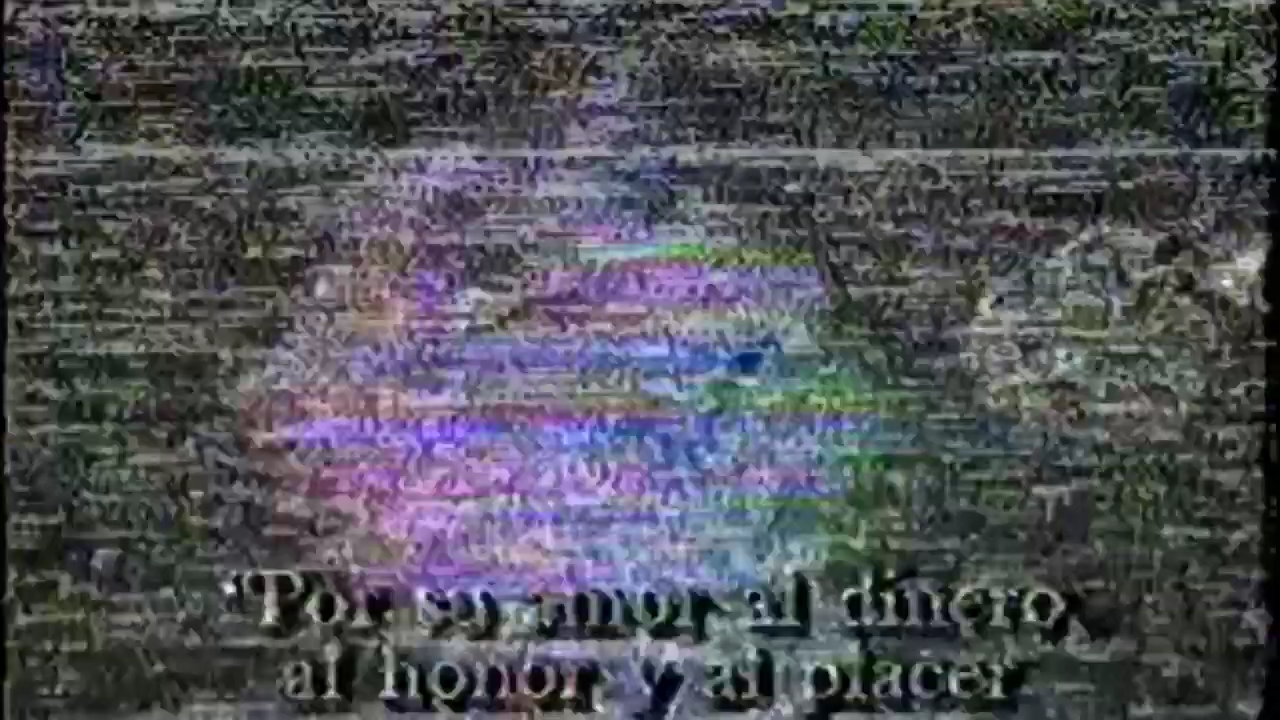 "Por su amor al dinero,
al honor, y al placer